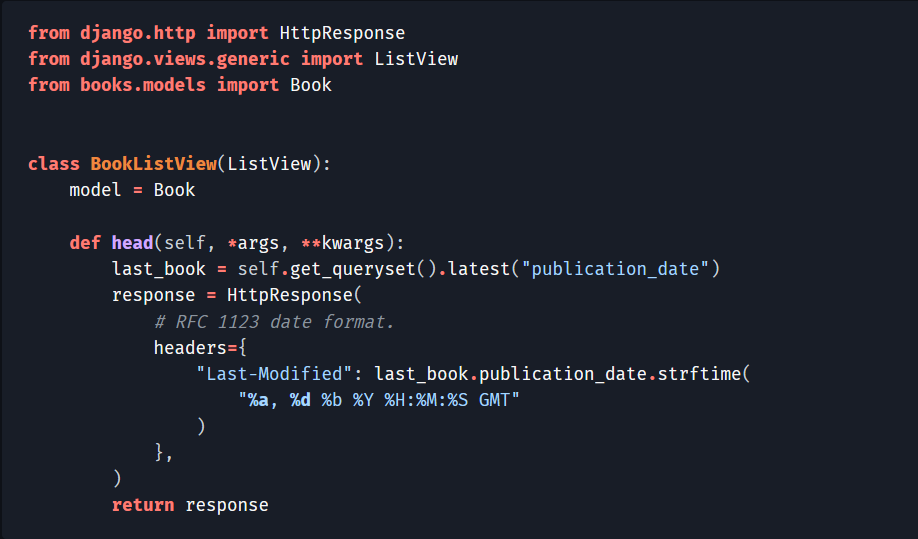 from django.http import HttpResponse
from django.views.generic import ListView
from books.models import Book


class BookListView(ListView):
    model = Book

    def head(self, *args, **kwargs):
        last_book = self.get_queryset().latest("publication_date")
        response = HttpResponse(
            # RFC 1123 date format.
            headers={
                "Last-Modified": last_book.publication_date.strftime(
                    "%a, %d %b %Y %H:%M:%S GMT"
                )
            },
        )
        return response